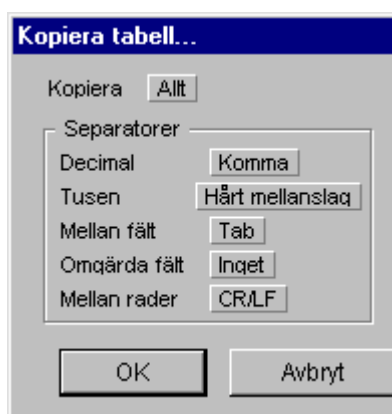 Kopiera tabell...
Kopiera Allt
Separatorer
Decimal Komma
Tusen Hårt mellanslag
Mellan fält Tab
Omgärda fält Inget
Mellan rader CR/LF
OK Avbryt